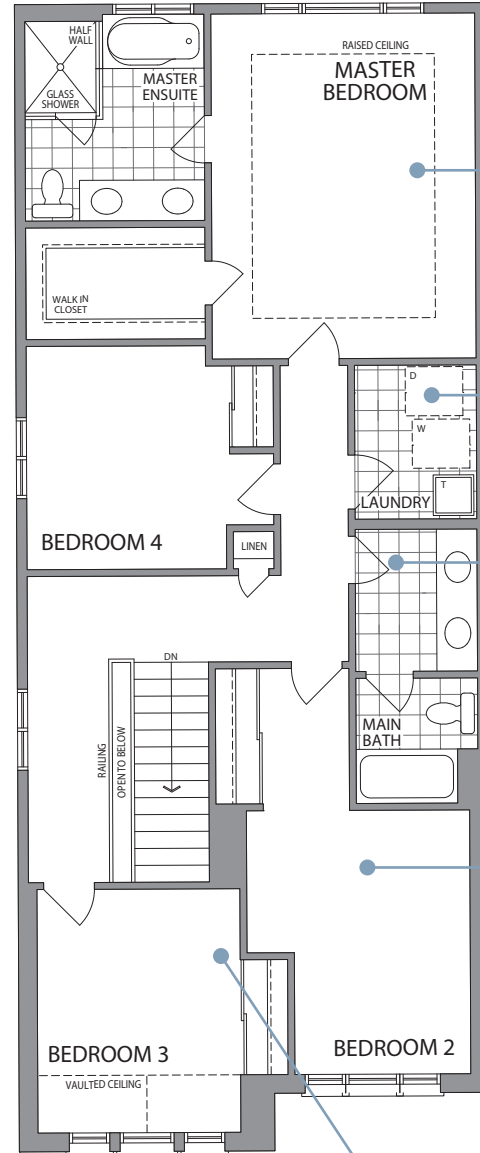 HALF
WALL
GLASS
SHOWER
MASTER
ENSUITE
RAISED CEILING
MASTER
BEDROOM
WALK IN
CLOSET
D
W
T
LAUNDRY
BEDROOM 4
LINEN
DN
RAILING
OPEN TO BELOW
MAIN
BATH
BEDROOM 3
VAULTED CEILING
BEDROOM 2